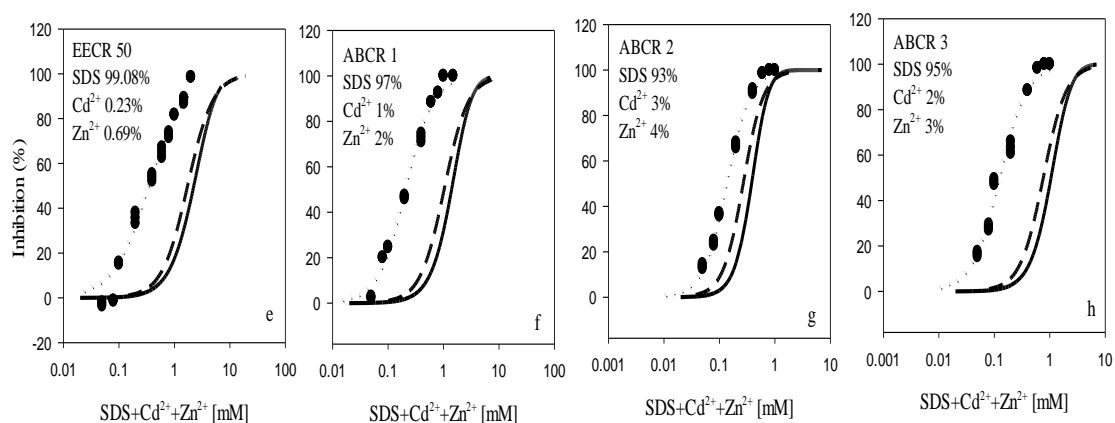 EECR 50
SDS 99.08%
Cd²⁺ 0.23%
Zn²⁺ 0.69%
Inhibition (%)
120
100
80
60
40
20
0
-20
0.01 0.1 1 10 100
e
SDS+Cd²⁺+Zn²⁺ [mM]
ABCR 1
SDS 97%
Cd²⁺ 1%
Zn²⁺ 2%
120
100
80
60
40
20
0
0.01 0.1 1 10 100
f
SDS+Cd²⁺+Zn²⁺ [mM]
ABCR 2
SDS 93%
Cd²⁺ 3%
Zn²⁺ 4%
120
100
80
60
40
20
0
0.001 0.01 0.1 1 10
g
SDS+Cd²⁺+Zn²⁺ [mM]
ABCR 3
SDS 95%
Cd²⁺ 2%
Zn²⁺ 3%
120
100
80
60
40
20
0
0.001 0.01 0.1 1 10
h
SDS+Cd²⁺+Zn²⁺ [mM]